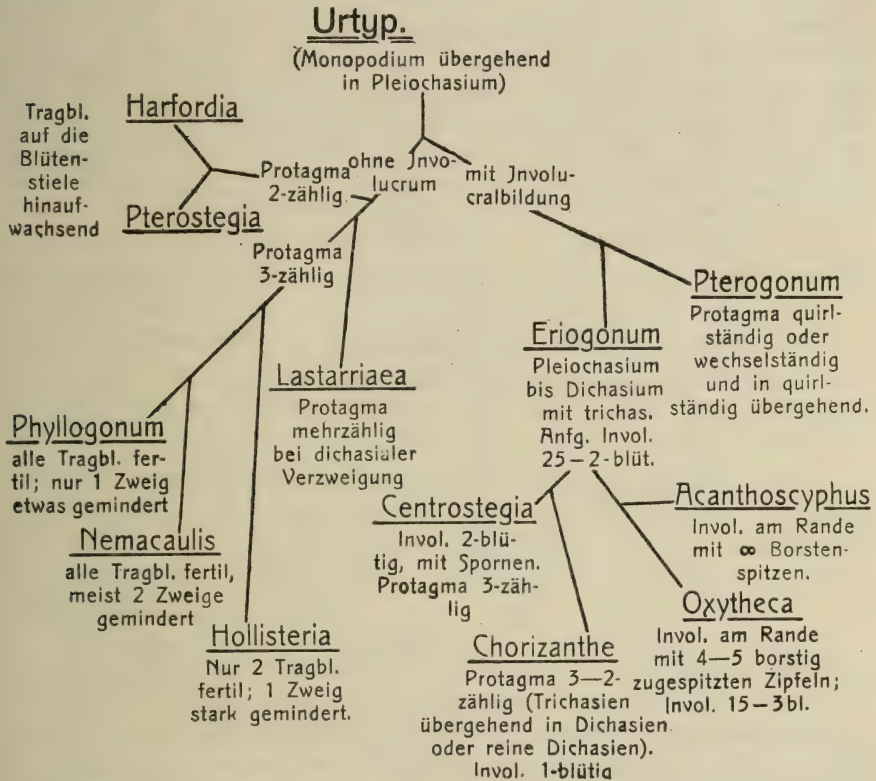 Urtyp.
(Monopodium übergehend
in Pleiochasium)
Tragbl.
auf die
Blüten-
stiele
hinauf-
wachsend
Harfordia
Pterostegia
Protagma
2-zählig
ohne Jnvo-
lucrum
mit Jnvolu-
cralbildung
Protagma
3-zählig
Phyllogonum
alle Tragbl. fer-
til; nur 1 Zweig
etwas gemindert
Nemacaulis
alle Tragbl. fertil,
meist 2 Zweige
gemindert
Hollisteria
Nur 2 Tragbl.
fertil; 1 Zweig
stark gemindert.
Lastarriaea
Protagma
mehrzählig
bei dichasialer
Verzweigung
Eriogonum
Pleiochasium
bis Dichasium
mit trichas.
Anfg. Invol.
25–2-blüt.
Pterogonum
Protagma quirl-
ständig oder
wechselständig
und in quirl-
ständig übergehend.
Centrostegia
Invol. 2-blü-
tig, mit Spornen.
Protagma 3-zäh-
lig
Chorizanthe
Protagma 3—2-
zählig (Trichasien
übergehend in Dichasien
oder reine Dichasien).
Invol. 1-blütig
Acanthoscyphus
Invol. am Rande
mit ∞ Borsten-
spitzen.
Oxytheca
Invol. am Rande
mit 4—5 borstig
zugespitzten Zipfeln;
Invol. 15–3bl.